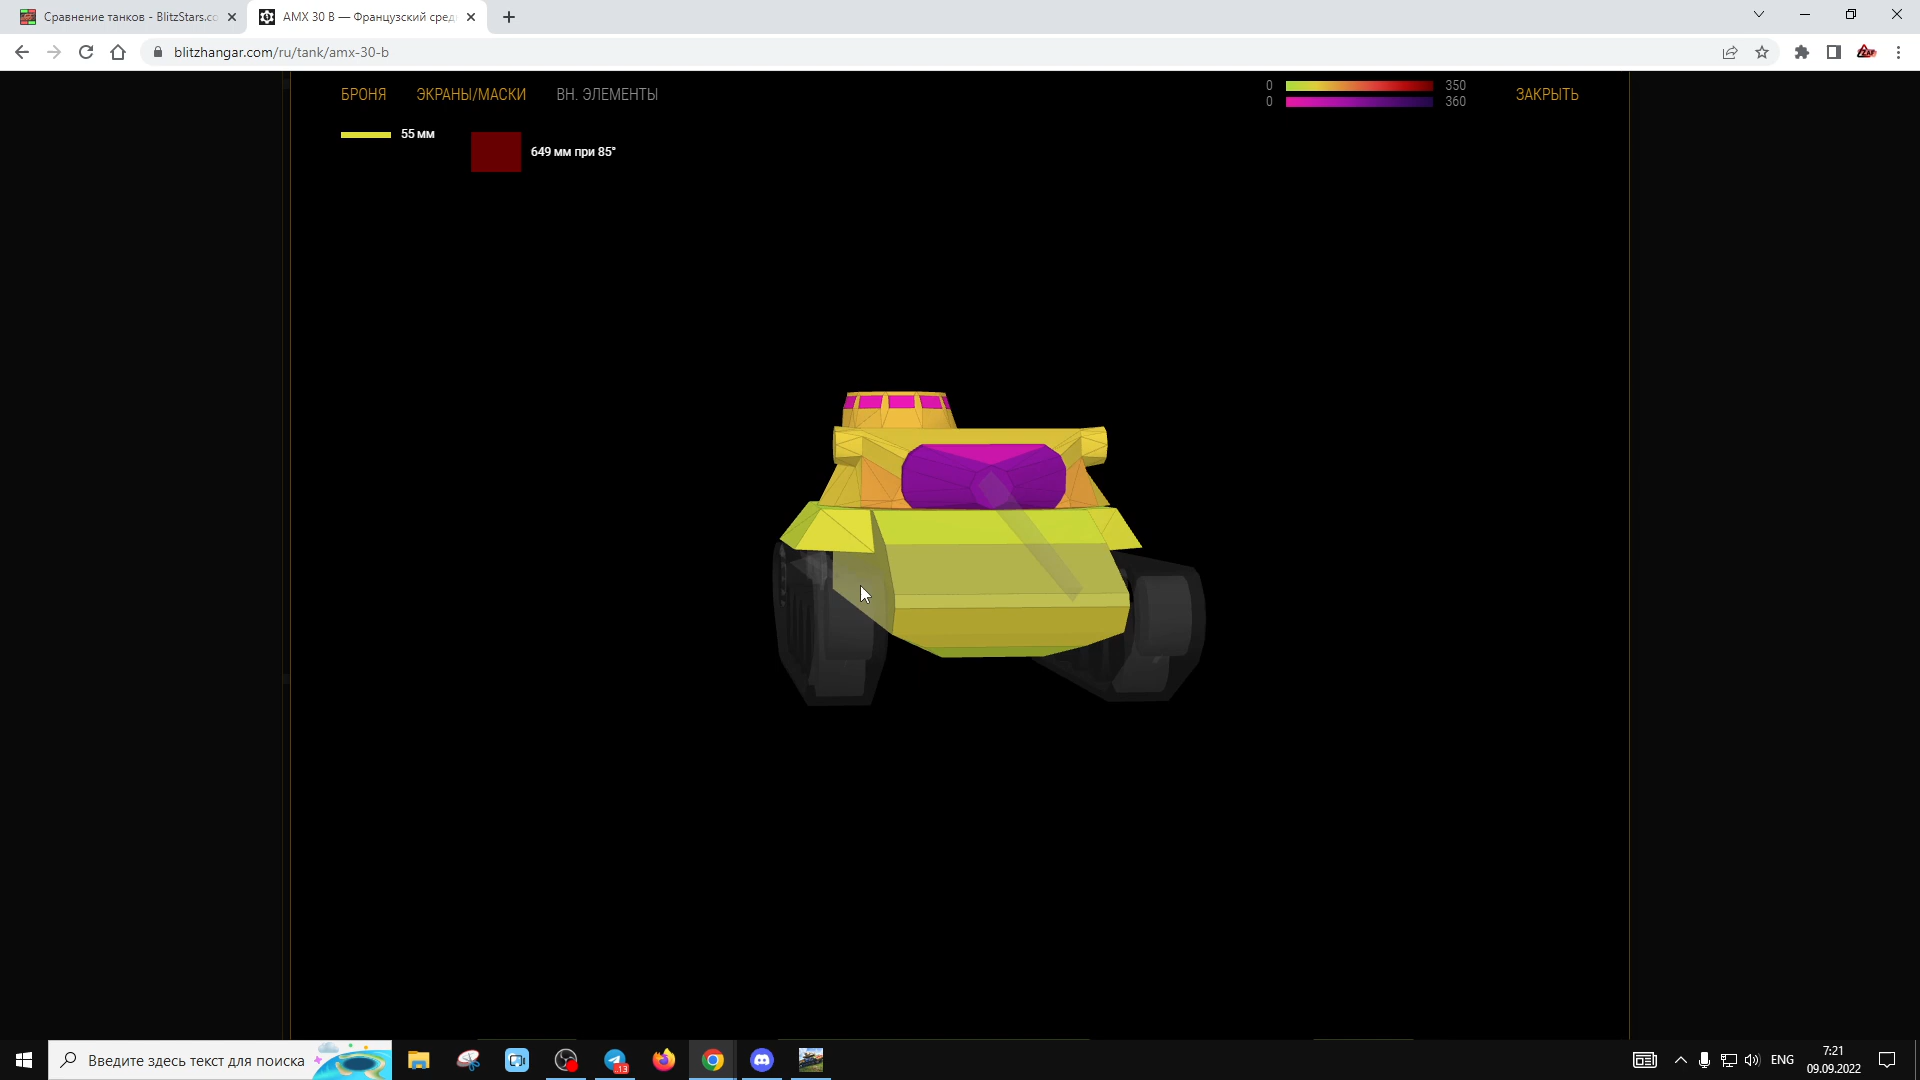 Сравнение танков - BlitzStars.co
AMX 30 B — Французский сред
blitzhangar.com/ru/tank/amx-30-b
БРОНЯ
ЭКРАНЫ/МАСКИ
ВН. ЭЛЕМЕНТЫ
0
350
0
360
ЗАКРЫТЬ
55 мм
649 мм при 85°
Введите здесь текст для поиска
13
ENG
7:21
09.09.2022